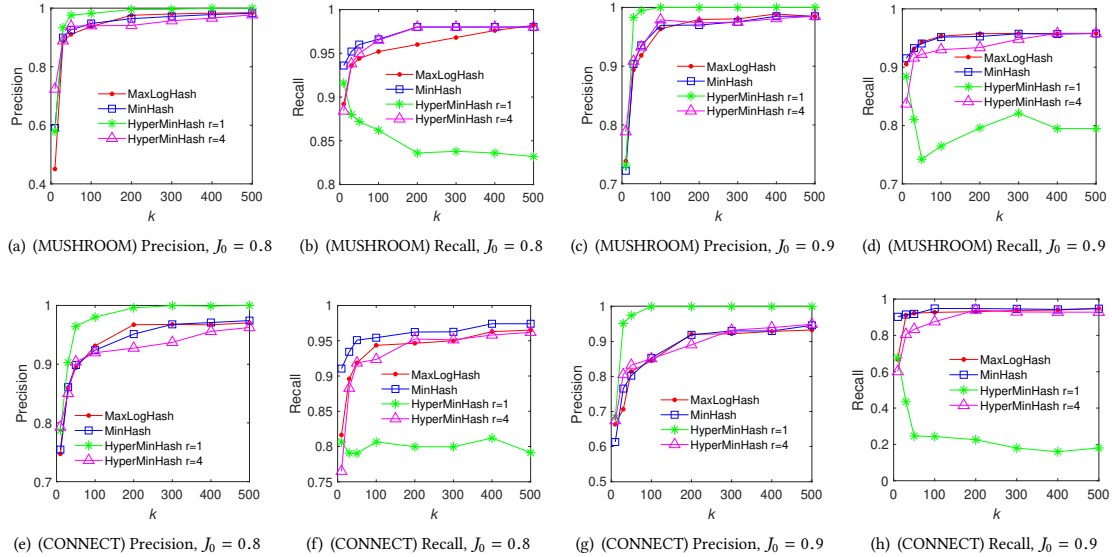 1
0.8
0.6
0.4
Precision
MaxLogHash
MinHash
HyperMinHash r=1
HyperMinHash r=4
0 100 200 300 400 500
k
(a) (MUSHROOM) Precision, J₀ = 0.8
1
0.95
0.9
0.85
0.8
Recall
MaxLogHash
MinHash
HyperMinHash r=1
HyperMinHash r=4
0 100 200 300 400 500
k
(b) (MUSHROOM) Recall, J₀ = 0.8
1
0.9
0.8
0.7
Precision
MaxLogHash
MinHash
HyperMinHash r=1
HyperMinHash r=4
0 100 200 300 400 500
k
(c) (MUSHROOM) Precision, J₀ = 0.9
1
0.9
0.8
0.7
Recall
MaxLogHash
MinHash
HyperMinHash r=1
HyperMinHash r=4
0 100 200 300 400 500
k
(d) (MUSHROOM) Recall, J₀ = 0.9
1
0.9
0.8
0.7
Precision
MaxLogHash
MinHash
HyperMinHash r=1
HyperMinHash r=4
0 100 200 300 400 500
k
(e) (CONNECT) Precision, J₀ = 0.8
1
0.95
0.9
0.85
0.8
0.75
Recall
MaxLogHash
MinHash
HyperMinHash r=1
HyperMinHash r=4
0 100 200 300 400 500
k
(f) (CONNECT) Recall, J₀ = 0.8
1
0.9
0.8
0.7
0.6
0.5
Precision
MaxLogHash
MinHash
HyperMinHash r=1
HyperMinHash r=4
0 100 200 300 400 500
k
(g) (CONNECT) Precision, J₀ = 0.9
1
0.8
0.6
0.4
0.2
0
Recall
MaxLogHash
MinHash
HyperMinHash r=1
HyperMinHash r=4
0 100 200 300 400 500
k
(h) (CONNECT) Recall, J₀ = 0.9